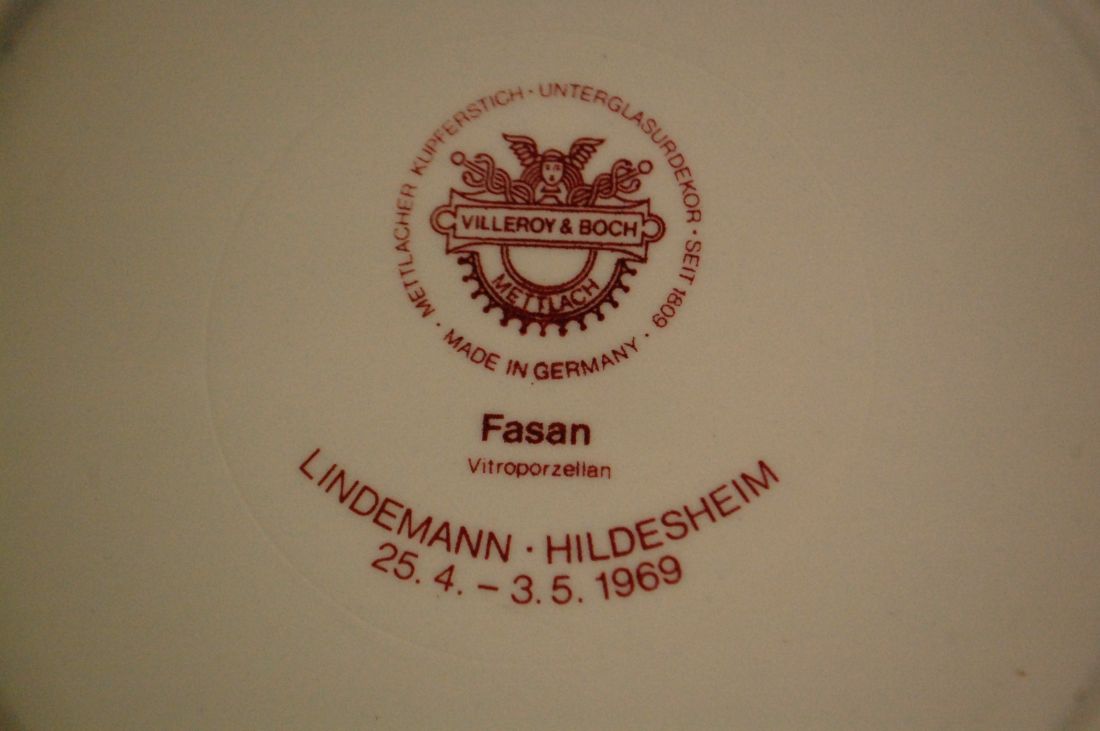 METTLACHER KUPFERSTICH · UNTERGLASURDEKOR · SEIT 1809 ·
VILLEROY & BOCH
METTLACH
MADE IN GERMANY ·
Fasan
Vitroporzellan
LINDEMANN · HILDESHEIM
25. 4. – 3. 5. 1969